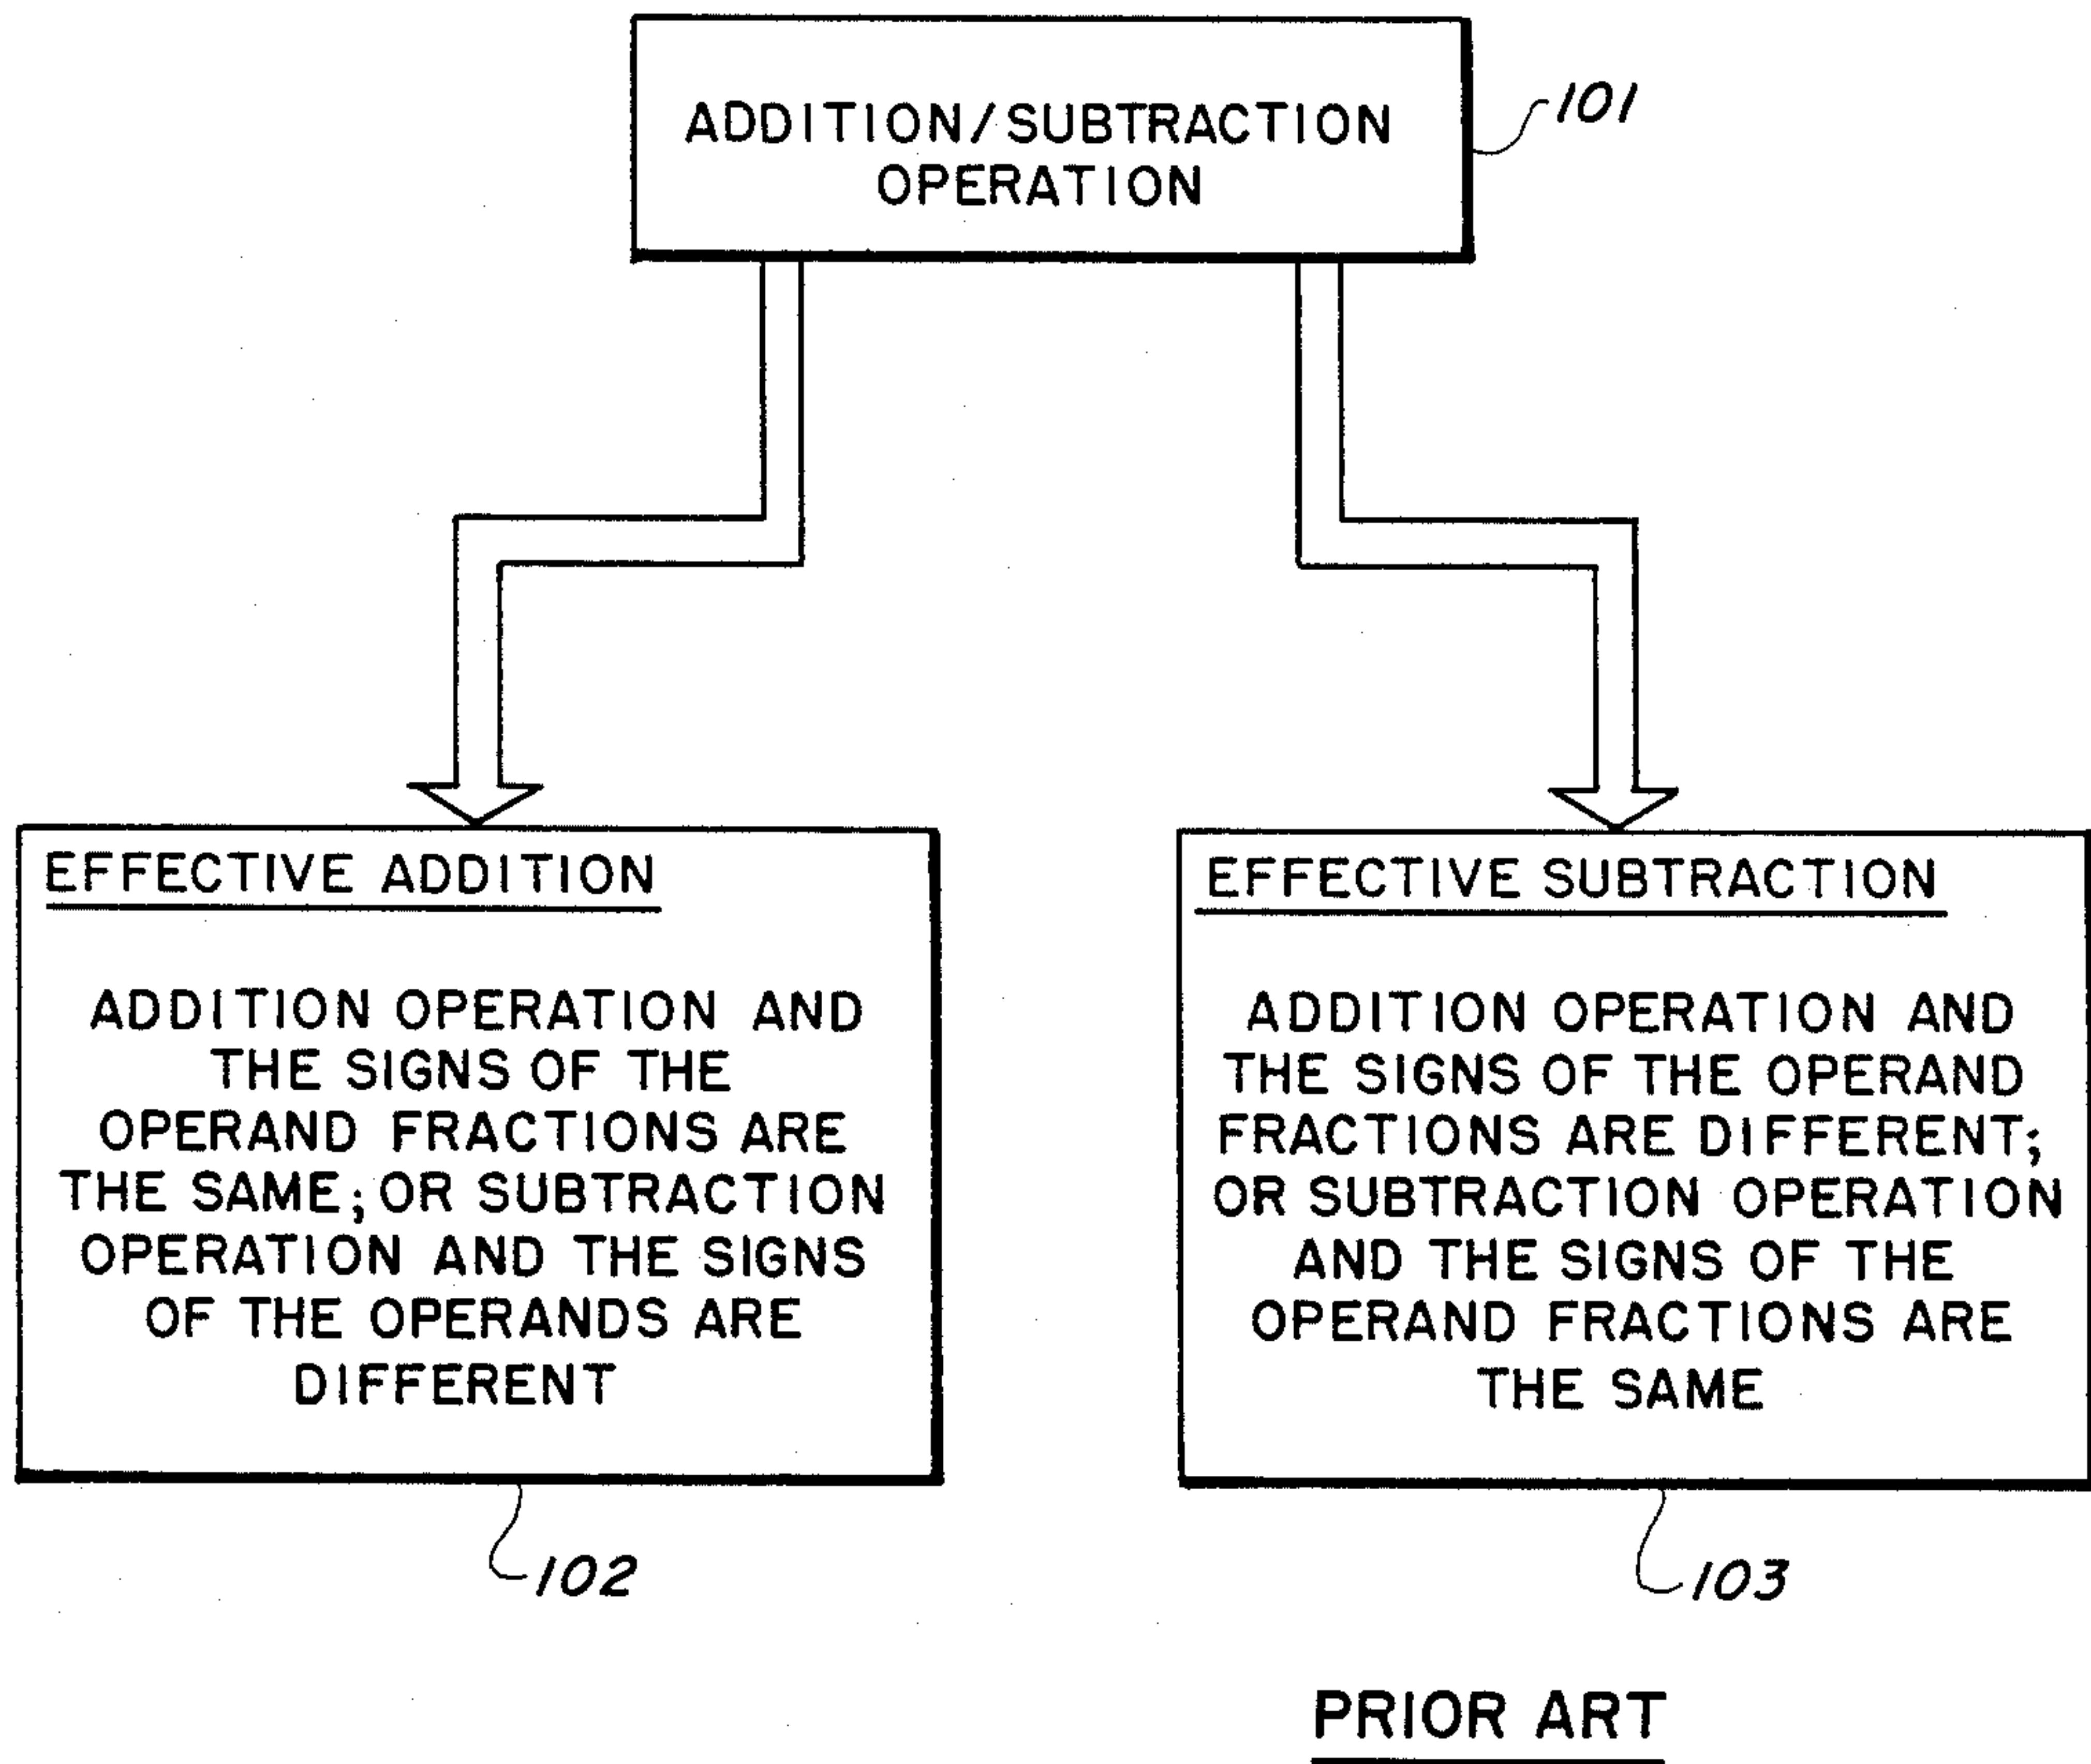 ADDITION/SUBTRACTION
OPERATION
101
EFFECTIVE ADDITION
ADDITION OPERATION AND
THE SIGNS OF THE
OPERAND FRACTIONS ARE
THE SAME; OR SUBTRACTION
OPERATION AND THE SIGNS
OF THE OPERANDS ARE
DIFFERENT
102
EFFECTIVE SUBTRACTION
ADDITION OPERATION AND
THE SIGNS OF THE OPERAND
FRACTIONS ARE DIFFERENT;
OR SUBTRACTION OPERATION
AND THE SIGNS OF THE
OPERAND FRACTIONS ARE
THE SAME
103
PRIOR ART